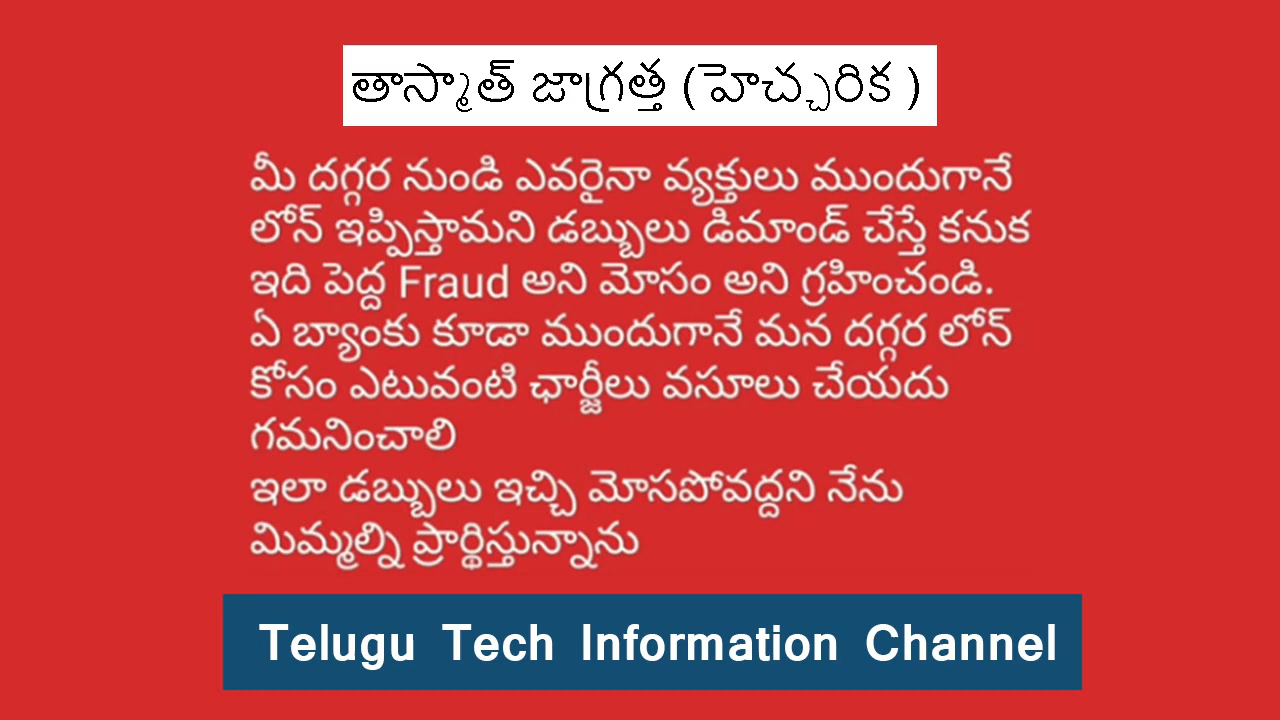 తాస్మాత్ జాగ్రత్త (హెచ్చరిక )
మీ దగ్గర నుండి ఎవరైనా వ్యక్తులు ముందుగానే
లోన్ ఇప్పిస్తామని డబ్బులు డిమాండ్ చేస్తే కనుక
ఇది పెద్ద Fraud అని మోసం అని గ్రహించండి.
ఏ బ్యాంకు కూడా ముందుగానే మన దగ్గర లోన్
కోసం ఎటువంటి ఛార్జీలు వసూలు చేయదు
గమనించాలి
ఇలా డబ్బులు ఇచ్చి మోసపోవద్దని నేను
మిమ్మల్ని ప్రార్థిస్తున్నాను
Telugu Tech Information Channel